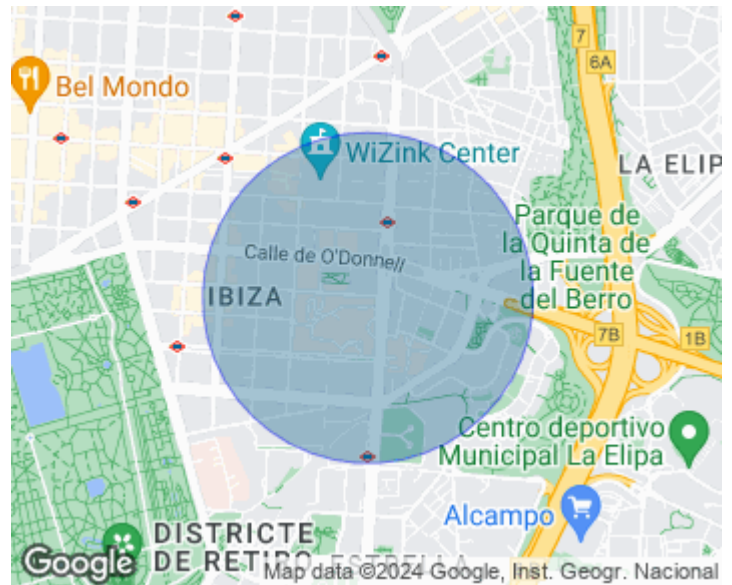 7
6A
Bel Mondo
WiZink Center
LA ELIP
Parque de
la Quinta de
la Fuente
del Berro
Calle de O'Donnell
IBIZA
7B
1B
Centro deportivo
Municipal La Elipa
Alcampo
DISTRICTE
DE RETIRO
ESTRELLA
Google
Map data ©2024 Google, Inst. Geogr. Nacional